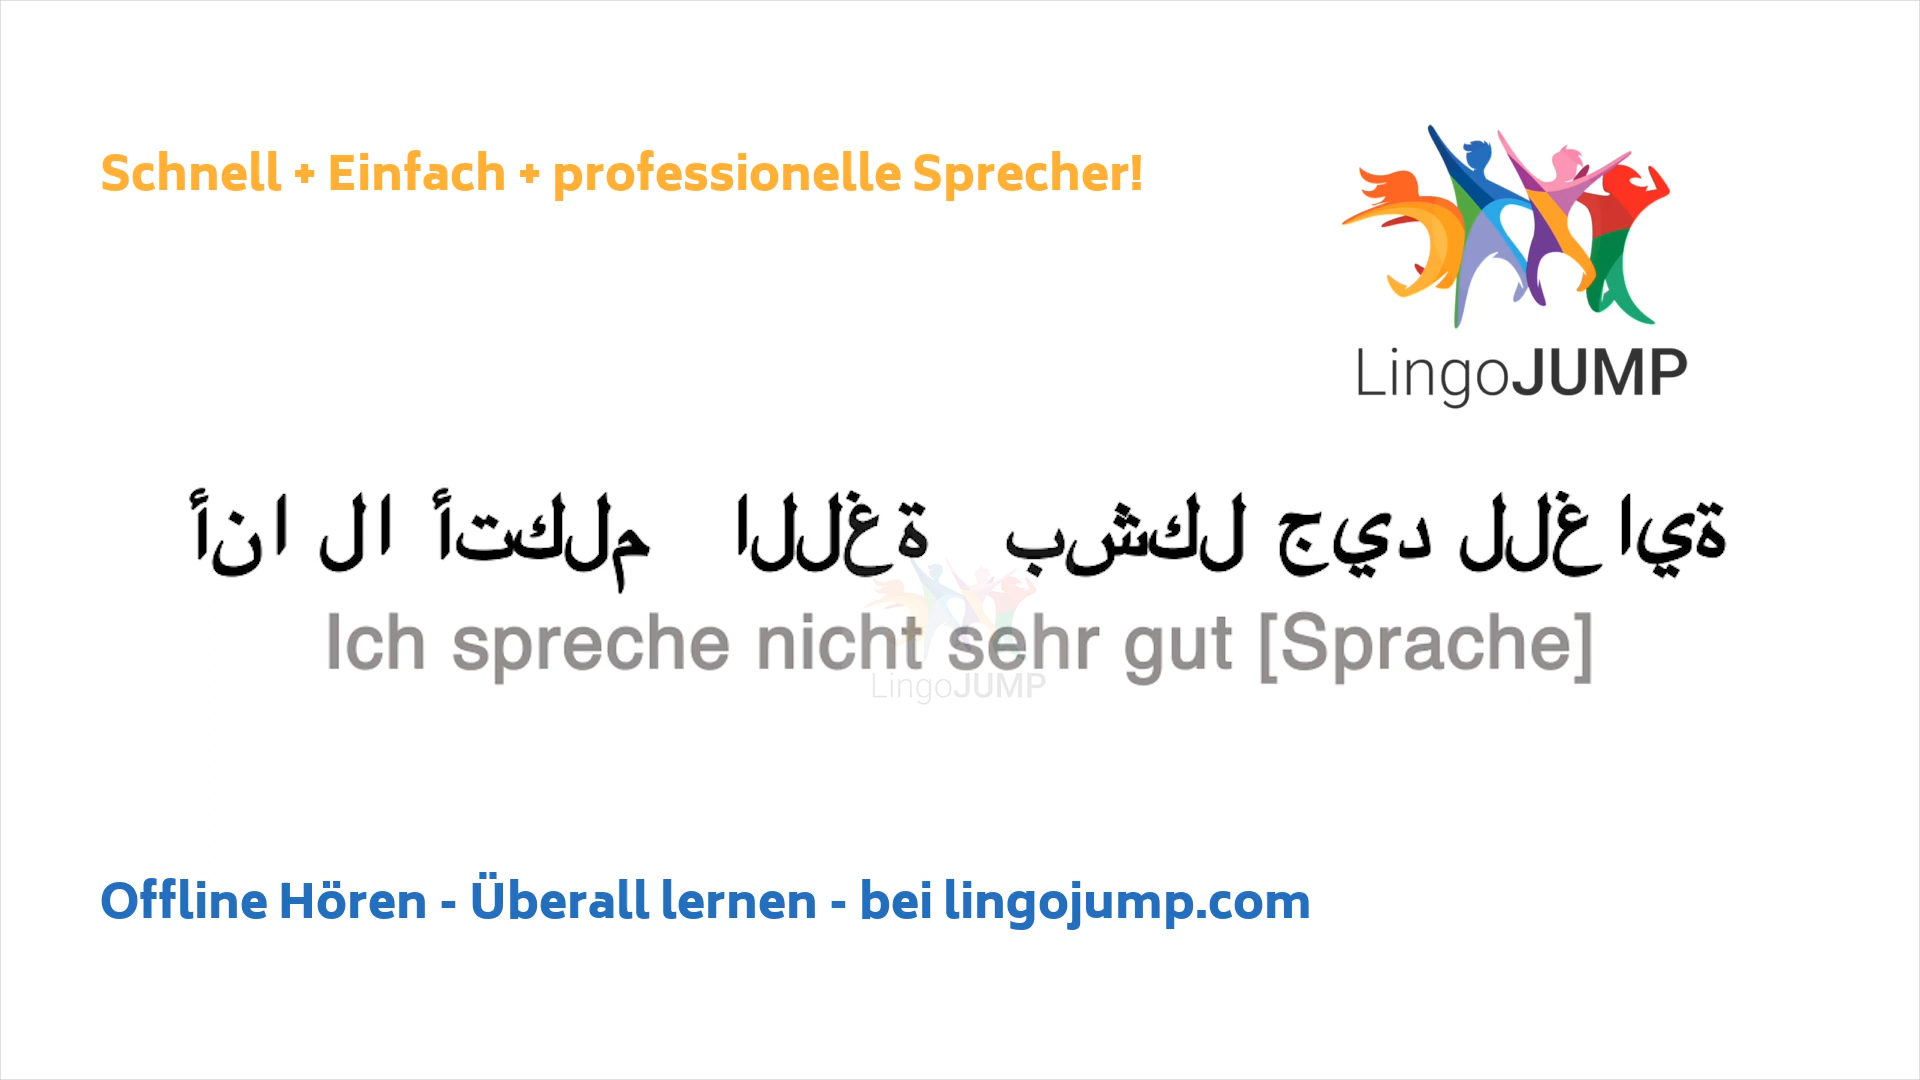 Schnell + Einfach + professionelle Sprecher!
LingoJUMP
أنا لا أتكلم اللغة بشكل جيد للغاية
Ich spreche nicht sehr gut [Sprache]
LingoJUMP
Offline Hören - Überall lernen - bei lingojump.com